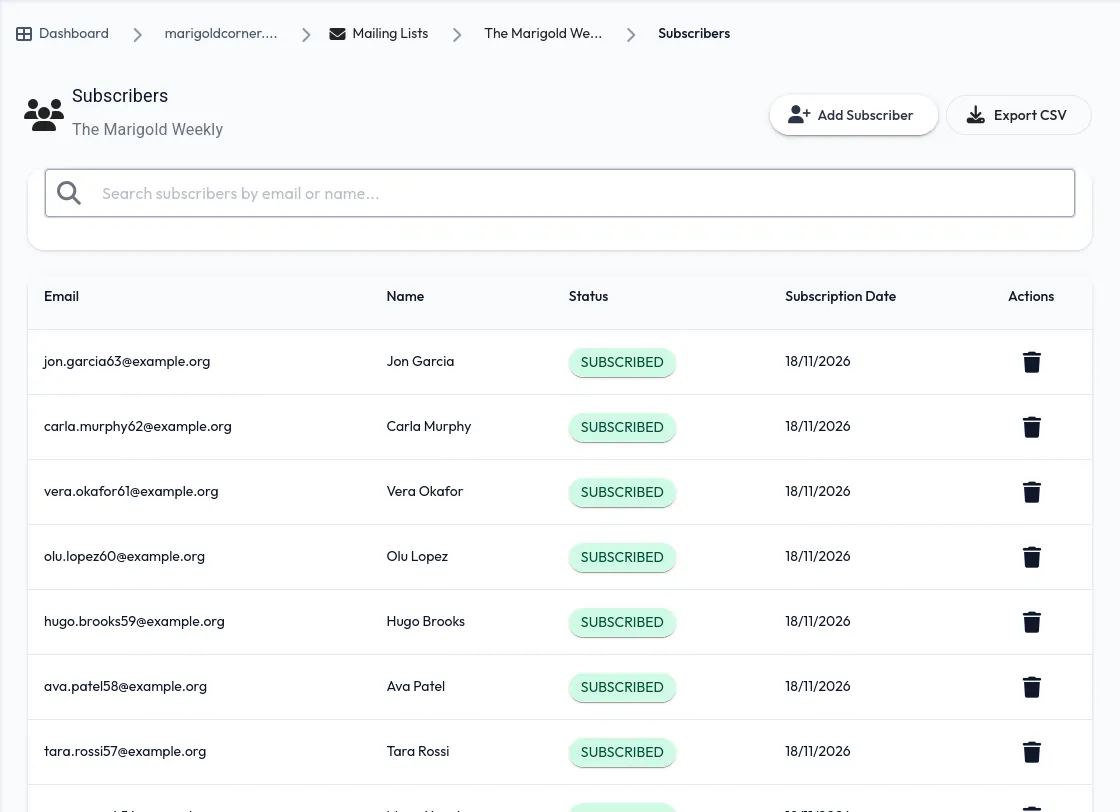 Dashboard marigoldcorner.... Mailing Lists The Marigold We... Subscribers
Subscribers
The Marigold Weekly
Add Subscriber Export CSV
Search subscribers by email or name...
Email Name Status Subscription Date Actions
jon.garcia63@example.org Jon Garcia SUBSCRIBED 18/11/2026
carla.murphy62@example.org Carla Murphy SUBSCRIBED 18/11/2026
vera.okafor61@example.org Vera Okafor SUBSCRIBED 18/11/2026
olu.lopez60@example.org Olu Lopez SUBSCRIBED 18/11/2026
hugo.brooks59@example.org Hugo Brooks SUBSCRIBED 18/11/2026
ava.patel58@example.org Ava Patel SUBSCRIBED 18/11/2026
tara.rossi57@example.org Tara Rossi SUBSCRIBED 18/11/2026